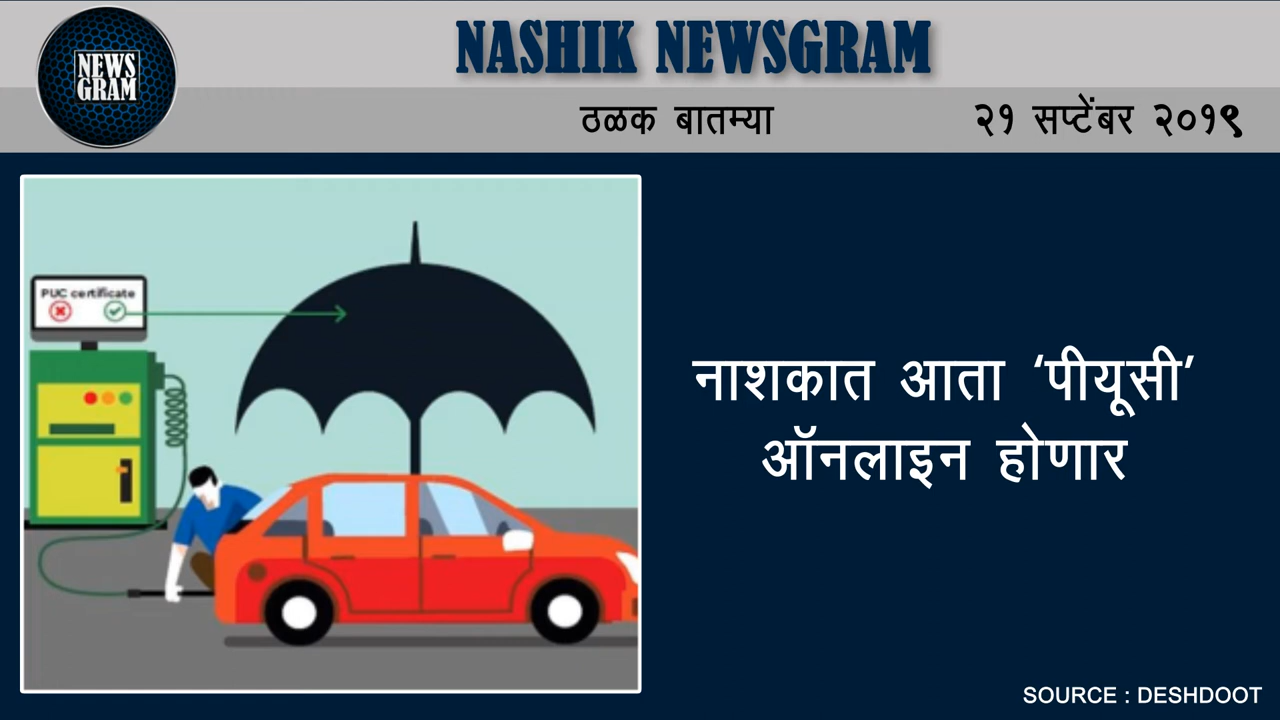 NEWS
GRAM
NASHIK NEWSGRAM
ठळक बातम्या
२१ सप्टेंबर २०१९
PUC certificate
नाशकात आता ‘पीयूसी’
ऑनलाइन होणार
SOURCE : DESHDOOT